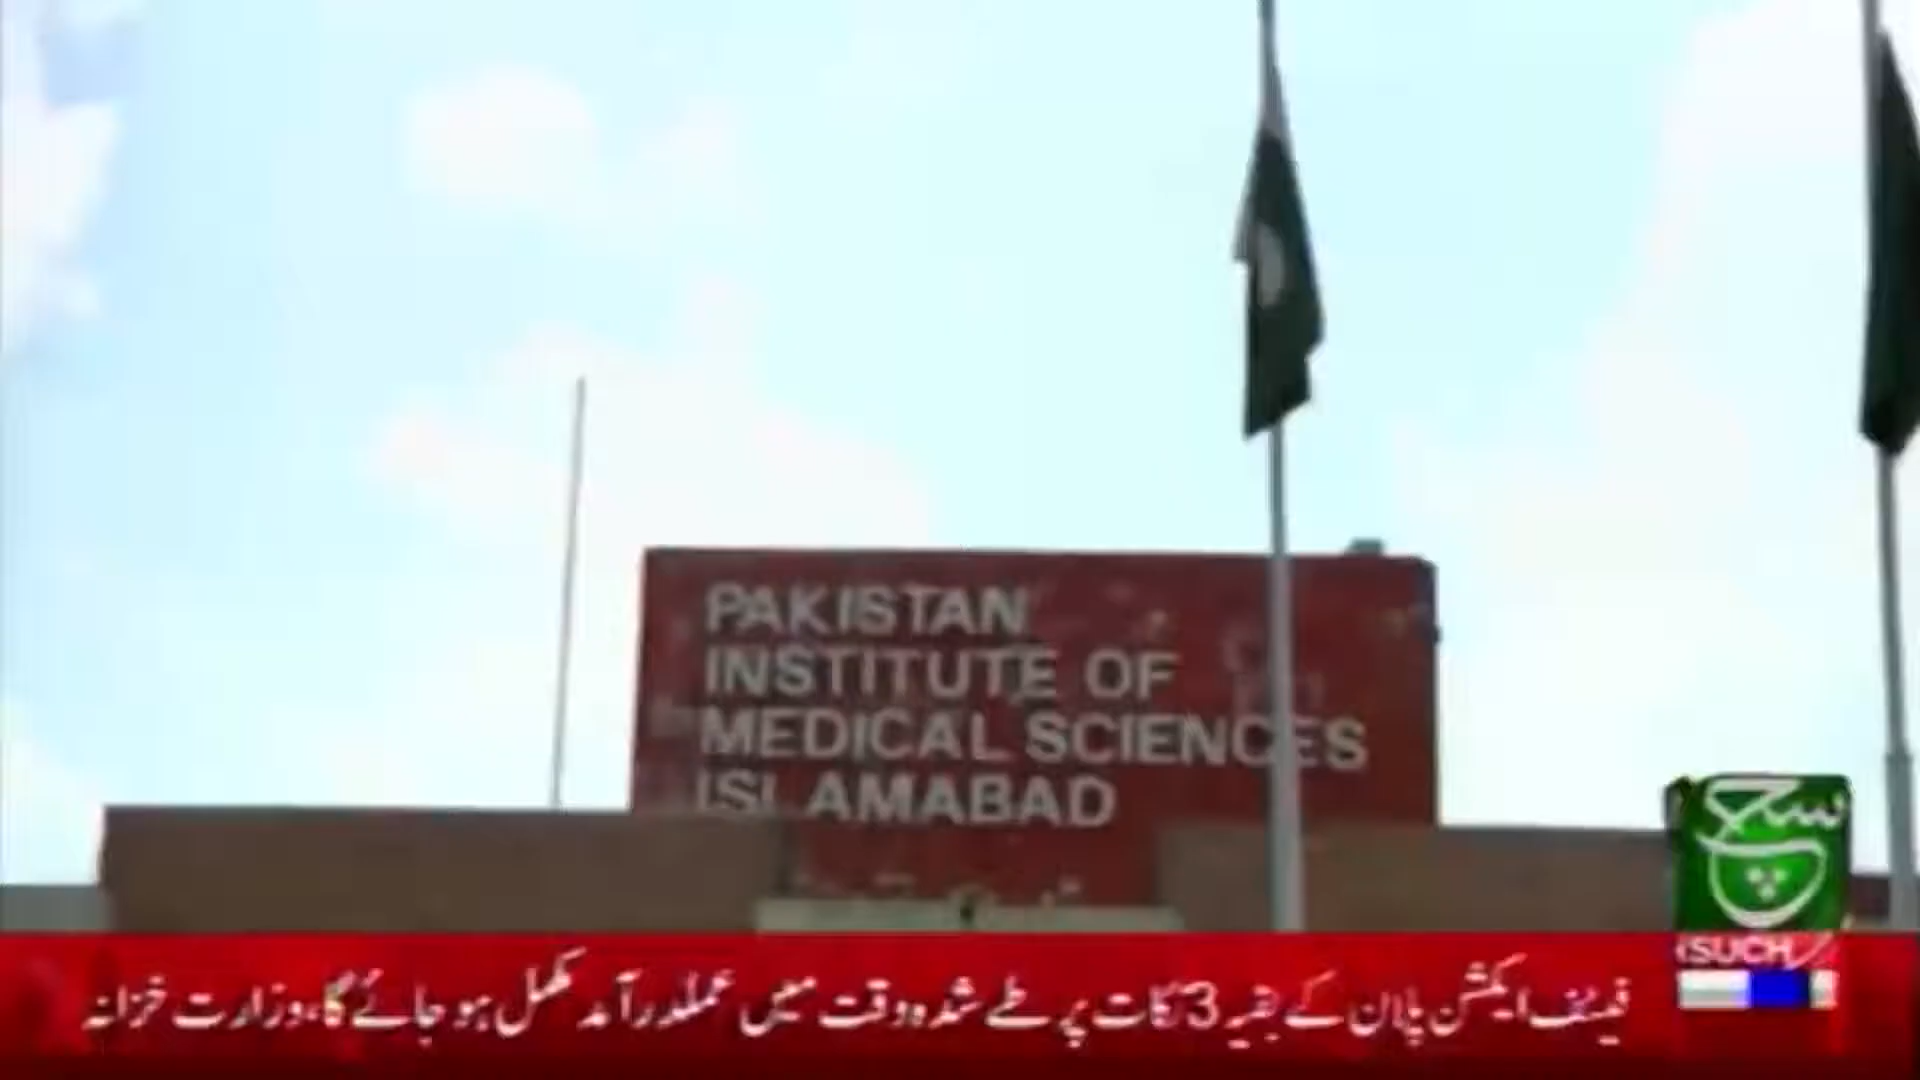 PAKISTAN
INSTITUTE OF
MEDICAL SCIENCES
ISLAMABAD
سچ
SUCH
فیٹف ایکشن پلان کے بقیہ 3 نکات پر طے شدہ وقت میں عملدرآمد مکمل ہو جائے گا، وزارت خزانہ